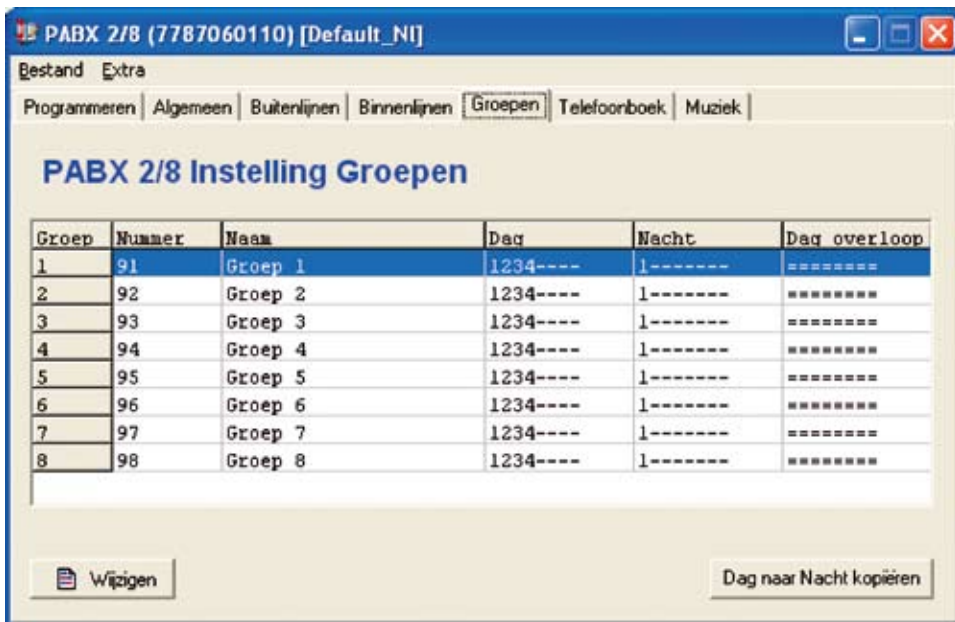 PABX 2/8 (7787060110) [Default_Nl]
Bestand Extra
Programmeren Algemeen Buitenlijnen Binnenlijnen Groepen Telefoonboek Muziek
PABX 2/8 Instelling Groepen
Groep Nummer Naam Dag Nacht Dag overloop
1 91 Groep 1 1234---- 1------- ========
2 92 Groep 2 1234---- 1------- ========
3 93 Groep 3 1234---- 1------- ========
4 94 Groep 4 1234---- 1------- ========
5 95 Groep 5 1234---- 1------- ========
6 96 Groep 6 1234---- 1------- ========
7 97 Groep 7 1234---- 1------- ========
8 98 Groep 8 1234---- 1------- ========
Wijzigen Dag naar Nacht kopiëren